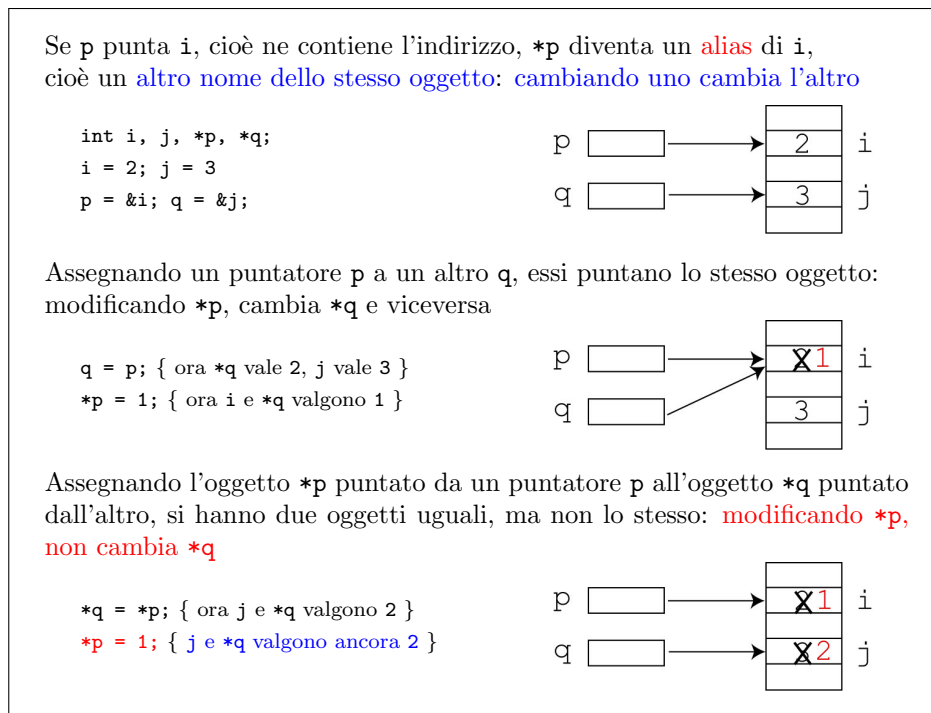 Se p punta i, cioè ne contiene l'indirizzo, *p diventa un alias di i,
cioè un altro nome dello stesso oggetto: cambiando uno cambia l'altro
int i, j, *p, *q;
i = 2; j = 3
p = &i; q = &j;
p 2 i
q 3 j
Assegnando un puntatore p a un altro q, essi puntano lo stesso oggetto:
modificando *p, cambia *q e viceversa
q = p; { ora *q vale 2, j vale 3 }
*p = 1; { ora i e *q valgono 1 }
p 2 1 i
q 3 j
Assegnando l'oggetto *p puntato da un puntatore p all'oggetto *q puntato
dall'altro, si hanno due oggetti uguali, ma non lo stesso: modificando *p,
non cambia *q
*q = *p; { ora j e *q valgono 2 }
*p = 1; { j e *q valgono ancora 2 }
p 2 1 i
q 3 2 j